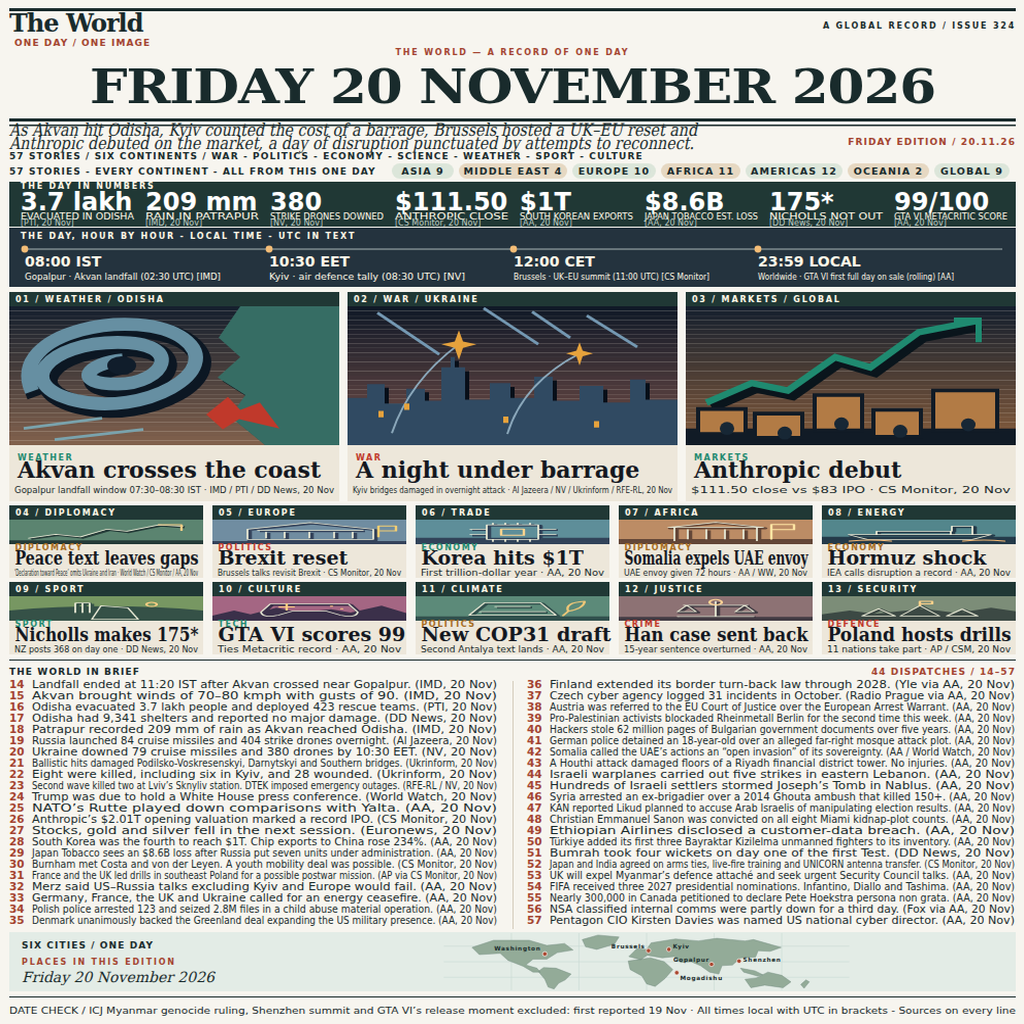 The World
ONE DAY / ONE IMAGE
A GLOBAL RECORD / ISSUE 324
THE WORLD — A RECORD OF ONE DAY
FRIDAY 20 NOVEMBER 2026
As Akvan hit Odisha, Kyiv counted the cost of a barrage, Brussels hosted a UK–EU reset and
Anthropic debuted on the market, a day of disruption punctuated by attempts to reconnect.
FRIDAY EDITION / 20.11.26
57 STORIES / SIX CONTINENTS / WAR - POLITICS - ECONOMY - SCIENCE - WEATHER - SPORT - CULTURE
57 STORIES - EVERY CONTINENT - ALL FROM THIS ONE DAY
ASIA 9 MIDDLE EAST 4 EUROPE 10 AFRICA 11 AMERICAS 12 OCEANIA 2 GLOBAL 9
THE DAY IN NUMBERS
3.7 lakh
EVACUATED IN ODISHA
[PTI, 20 Nov]
209 mm
RAIN IN PATRAPUR
[IMD, 20 Nov]
380
STRIKE DRONES DOWNED
[NV, 20 Nov]
$111.50
ANTHROPIC CLOSE
[CS Monitor, 20 Nov]
$1T
SOUTH KOREAN EXPORTS
[AA, 20 Nov]
$8.6B
JAPAN TOBACCO EST. LOSS
[AA, 20 Nov]
175*
NICHOLLS NOT OUT
[DD News, 20 Nov]
99/100
GTA VI METACRITIC SCORE
[AA, 20 Nov]
THE DAY, HOUR BY HOUR - LOCAL TIME - UTC IN TEXT
08:00 IST
Gopalpur · Akvan landfall (02:30 UTC) [IMD]
10:30 EET
Kyiv · air defence tally (08:30 UTC) [NV]
12:00 CET
Brussels · UK–EU summit (11:00 UTC) [CS Monitor]
23:59 LOCAL
Worldwide · GTA VI first full day on sale (rolling) [AA]
01 / WEATHER / ODISHA
WEATHER
Akvan crosses the coast
Gopalpur landfall window 07:30–08:30 IST · IMD / PTI / DD News, 20 Nov
02 / WAR / UKRAINE
WAR
A night under barrage
Kyiv bridges damaged in overnight attack · Al Jazeera / NV / Ukrinform / RFE-RL, 20 Nov
03 / MARKETS / GLOBAL
MARKETS
Anthropic debut
$111.50 close vs $83 IPO · CS Monitor, 20 Nov
04 / DIPLOMACY
DIPLOMACY
Peace text leaves gaps
'Declaration toward Peace' omits Ukraine and Iran · World Watch / CS Monitor / AA, 20 Nov
05 / EUROPE
POLITICS
Brexit reset
Brussels talks revisit Brexit · CS Monitor, 20 Nov
06 / TRADE
ECONOMY
Korea hits $1T
First trillion-dollar year · AA, 20 Nov
07 / AFRICA
DIPLOMACY
Somalia expels UAE envoy
UAE envoy given 72 hours · AA / WW, 20 Nov
08 / ENERGY
ECONOMY
Hormuz shock
IEA calls disruption a record · AA, 20 Nov
09 / SPORT
SPORT
Nicholls makes 175*
NZ posts 368 on day one · DD News, 20 Nov
10 / CULTURE
TECH
GTA VI scores 99
Ties Metacritic record · AA, 20 Nov
11 / CLIMATE
POLITICS
New COP31 draft
Second Antalya text lands · AA, 20 Nov
12 / JUSTICE
CRIME
Han case sent back
15-year sentence overturned · AA, 20 Nov
13 / SECURITY
DEFENCE
Poland hosts drills
11 nations take part · AP / CSM, 20 Nov
THE WORLD IN BRIEF
44 DISPATCHES / 14–57
14 Landfall ended at 11:20 IST after Akvan crossed near Gopalpur. (IMD, 20 Nov)
15 Akvan brought winds of 70–80 kmph with gusts of 90. (IMD, 20 Nov)
16 Odisha evacuated 3.7 lakh people and deployed 423 rescue teams. (PTI, 20 Nov)
17 Odisha had 9,341 shelters and reported no major damage. (DD News, 20 Nov)
18 Patrapur recorded 209 mm of rain as Akvan reached Odisha. (IMD, 20 Nov)
19 Russia launched 84 cruise missiles and 404 strike drones overnight. (Al Jazeera, 20 Nov)
20 Ukraine downed 79 cruise missiles and 380 drones by 10:30 EET. (NV, 20 Nov)
21 Ballistic hits damaged Podilsko-Voskresenskyi, Darnytskyi and Southern bridges. (Ukrinform, 20 Nov)
22 Eight were killed, including six in Kyiv, and 28 wounded. (Ukrinform, 20 Nov)
23 Second wave killed two at Lviv's Sknyliv station. DTEK imposed emergency outages. (RFE-RL / NV, 20 Nov)
24 Trump was due to hold a White House press conference. (World Watch, 20 Nov)
25 NATO's Rutte played down comparisons with Yalta. (AA, 20 Nov)
26 Anthropic's $2.01T opening valuation marked a record IPO. (CS Monitor, 20 Nov)
27 Stocks, gold and silver fell in the next session. (Euronews, 20 Nov)
28 South Korea was the fourth to reach $1T. Chip exports to China rose 234%. (AA, 20 Nov)
29 Japan Tobacco sees an $8.6B loss after Russia put seven units under administration. (AA, 20 Nov)
30 Burnham met Costa and von der Leyen. A youth mobility deal was possible. (CS Monitor, 20 Nov)
31 France and the UK led drills in southeast Poland for a possible postwar mission. (AP via CS Monitor, 20 Nov)
32 Merz said US–Russia talks excluding Kyiv and Europe would fail. (AA, 20 Nov)
33 Germany, France, the UK and Ukraine called for an energy ceasefire. (AA, 20 Nov)
34 Polish police arrested 123 and seized 2.8M files in a child abuse material operation. (AA, 20 Nov)
35 Denmark unanimously backed the Greenland deal expanding the US military presence. (AA, 20 Nov)
36 Finland extended its border turn-back law through 2028. (Yle via AA, 20 Nov)
37 Czech cyber agency logged 31 incidents in October. (Radio Prague via AA, 20 Nov)
38 Austria was referred to the EU Court of Justice over the European Arrest Warrant. (AA, 20 Nov)
39 Pro-Palestinian activists blockaded Rheinmetall Berlin for the second time this week. (AA, 20 Nov)
40 Hackers stole 62 million pages of Bulgarian government documents over five years. (AA, 20 Nov)
41 German police detained an 18-year-old over an alleged far-right mosque attack plot. (AA, 20 Nov)
42 Somalia called the UAE's actions an "open invasion" of its sovereignty. (AA / World Watch, 20 Nov)
43 A Houthi attack damaged floors of a Riyadh financial district tower. No injuries. (AA, 20 Nov)
44 Israeli warplanes carried out five strikes in eastern Lebanon. (AA, 20 Nov)
45 Hundreds of Israeli settlers stormed Joseph's Tomb in Nablus. (AA, 20 Nov)
46 Syria arrested an ex-brigadier over a 2014 Ghouta ambush that killed 150+. (AA, 20 Nov)
47 KAN reported Likud planned to accuse Arab Israelis of manipulating election results. (AA, 20 Nov)
48 Christian Emmanuel Sanon was convicted on all eight Miami kidnap-plot counts. (AA, 20 Nov)
49 Ethiopian Airlines disclosed a customer-data breach. (AA, 20 Nov)
50 Türkiye added its first three Bayraktar Kizilelma unmanned fighters to its inventory. (AA, 20 Nov)
51 Bumrah took four wickets on day one of the first Test. (DD News, 20 Nov)
52 Japan and India agreed on arms ties, live-fire training and UNICORN antenna transfer. (CS Monitor, 20 Nov)
53 UK will expel Myanmar's defence attaché and seek urgent Security Council talks. (AA, 20 Nov)
54 FIFA received three 2027 presidential nominations. Infantino, Diallo and Tashima. (AA, 20 Nov)
55 Nearly 300,000 in Canada petitioned to declare Pete Hoekstra persona non grata. (AA, 20 Nov)
56 NSA classified internal comms were partly down for a third day. (Fox via AA, 20 Nov)
57 Pentagon CIO Kirsten Davies was named US national cyber director. (AA, 20 Nov)
SIX CITIES / ONE DAY
PLACES IN THIS EDITION
Friday 20 November 2026
Washington
Brussels
Kyiv
Gopalpur
Shenzhen
Mogadishu
DATE CHECK / ICJ Myanmar genocide ruling, Shenzhen summit and GTA VI's release moment excluded: first reported 19 Nov · All times local with UTC in brackets - Sources on every line